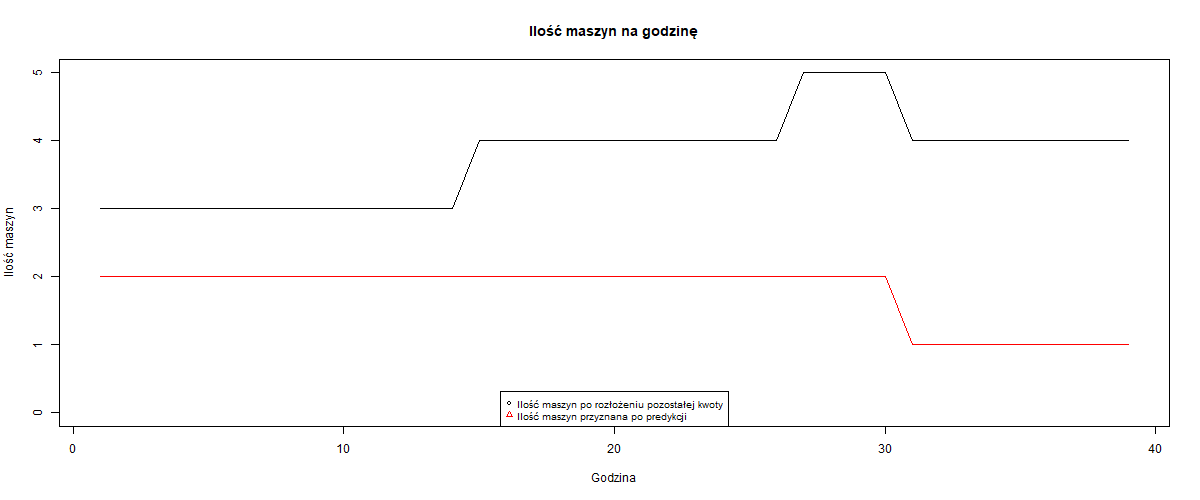 Ilość maszyn na godzinę
Ilość maszyn
5
4
3
2
1
0
Ilość maszyn po rozłożeniu pozostałej kwoty
Ilość maszyn przyznana po predykcji
0 10 20 30 40
Godzina